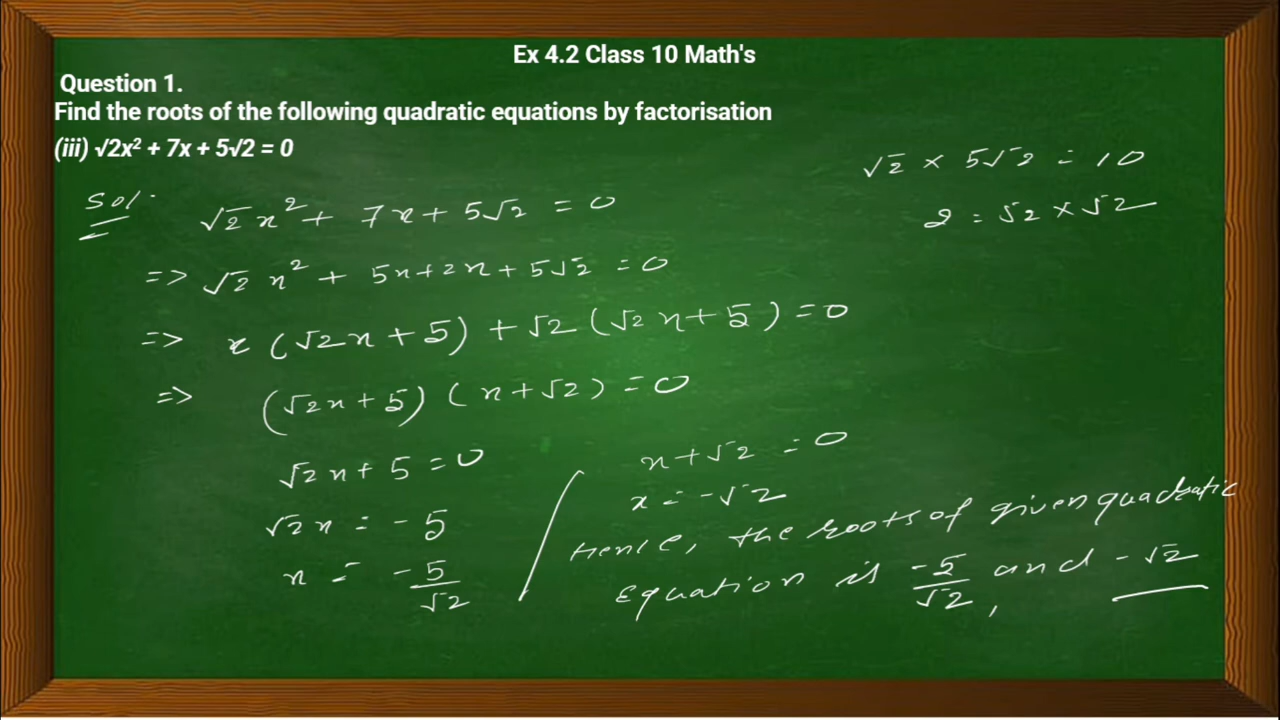 Ex 4.2 Class 10 Math's
Question 1.
Find the roots of the following quadratic equations by factorisation
(iii) √2x² + 7x + 5√2 = 0
Sol.
√2 x² + 7x + 5√2 = 0
=> √2 x² + 5x + 2x + 5√2 = 0
=> x (√2x + 5) + √2 (√2 x + 5) = 0
=> (√2x + 5) (x + √2) = 0
√2 x + 5 = 0
√2 x = - 5
x = - 5/√2
√2 × 5√2 = 10
2 = √2 × √2
x + √2 = 0
x = -√2
Hence, the roots of given quadratic
Equation is -5/√2, and -√2